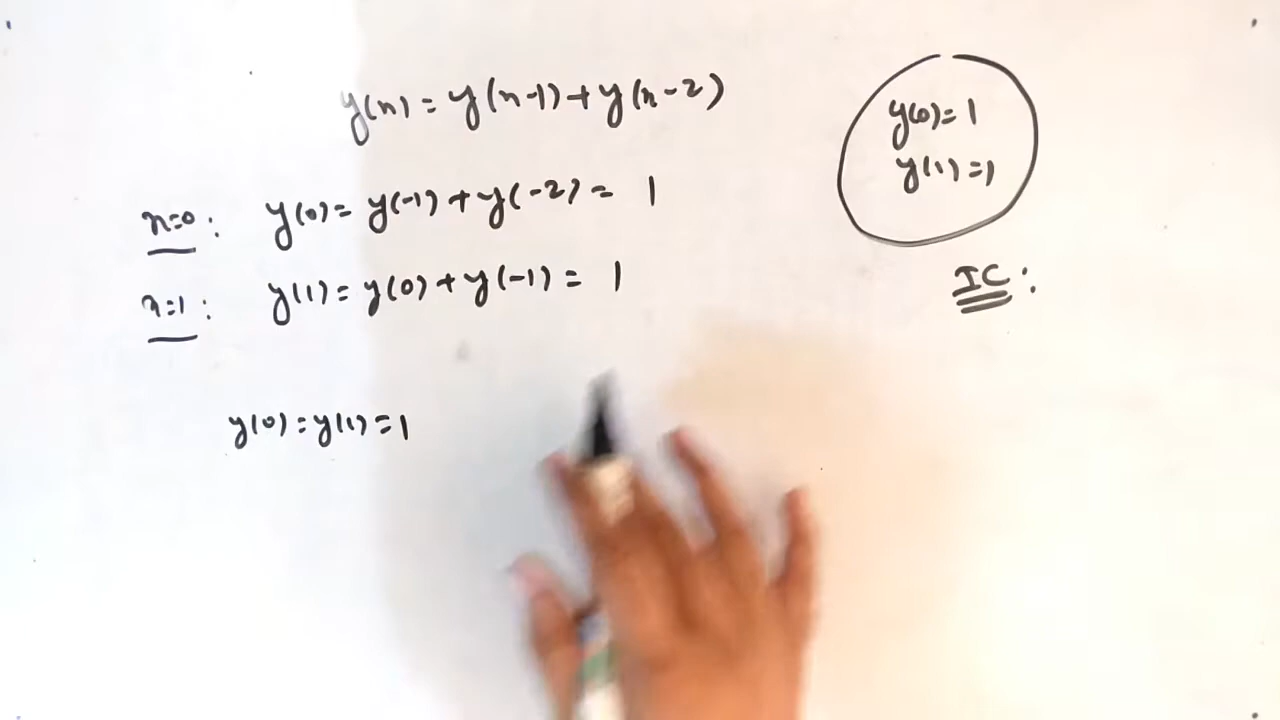 y(n) = y(n-1) + y(n-2)
y(0) = 1
y(1) = 1
n=0 : y(0) = y(-1) + y(-2) = 1
IC :
n=1 : y(1) = y(0) + y(-1) = 1
y(0) = y(1) = 1